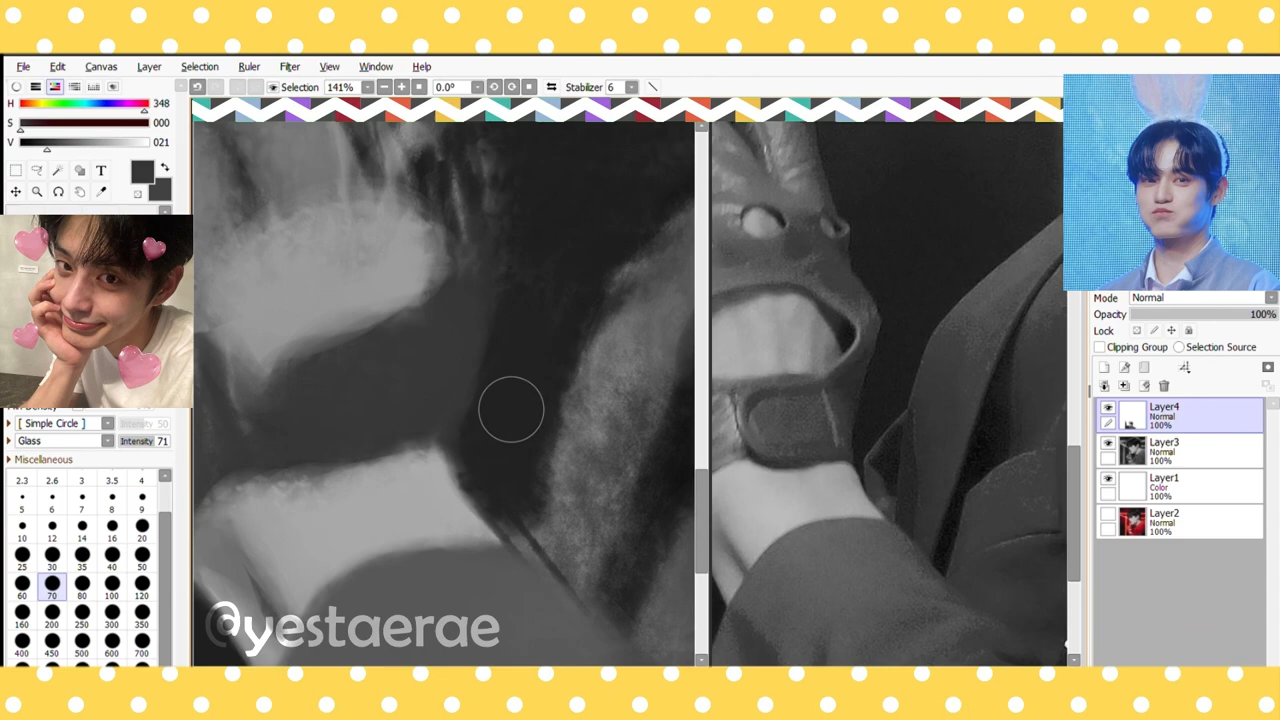 File Edit Canvas Layer Selection Ruler Filter View Window Help
Selection 141% 0.0° Stabilizer 6
H 348
S 000
V 021
T
Mode Normal
Opacity 100%
Lock
Clipping Group Selection Source
Layer4
Normal
100%
Layer3
Normal
100%
Layer1
Color
100%
Layer2
Normal
100%
[ Simple Circle ] Intensity 50
Glass Intensity 71
Miscellaneous
2.3 2.6 3 3.5 4
5 6 7 8 9
10 12 14 16 20
25 30 35 40 50
60 70 80 100 120
160 200 250 300 350
400 450 500 600 700
@yestaerae